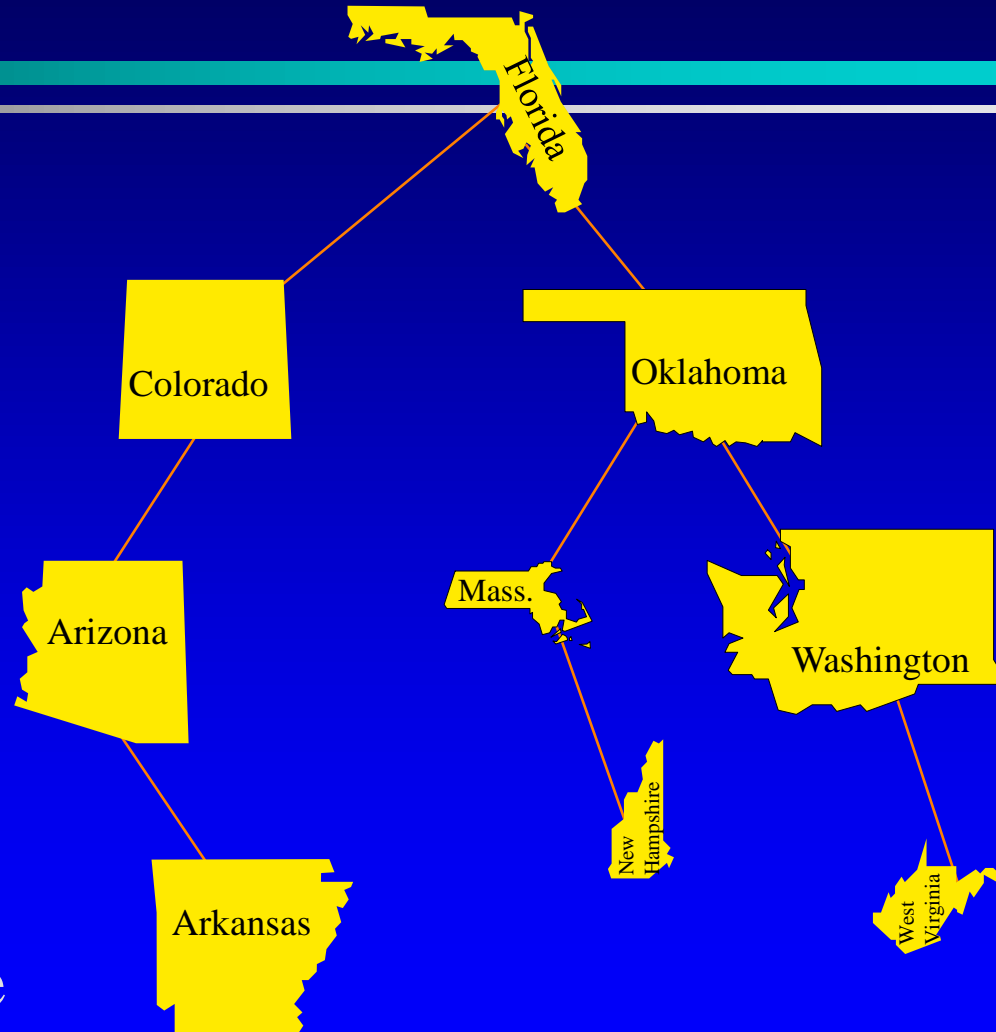 Florida
Colorado
Oklahoma
Mass.
Arizona
Washington
New
Hampshire
West
Virginia
Arkansas
e